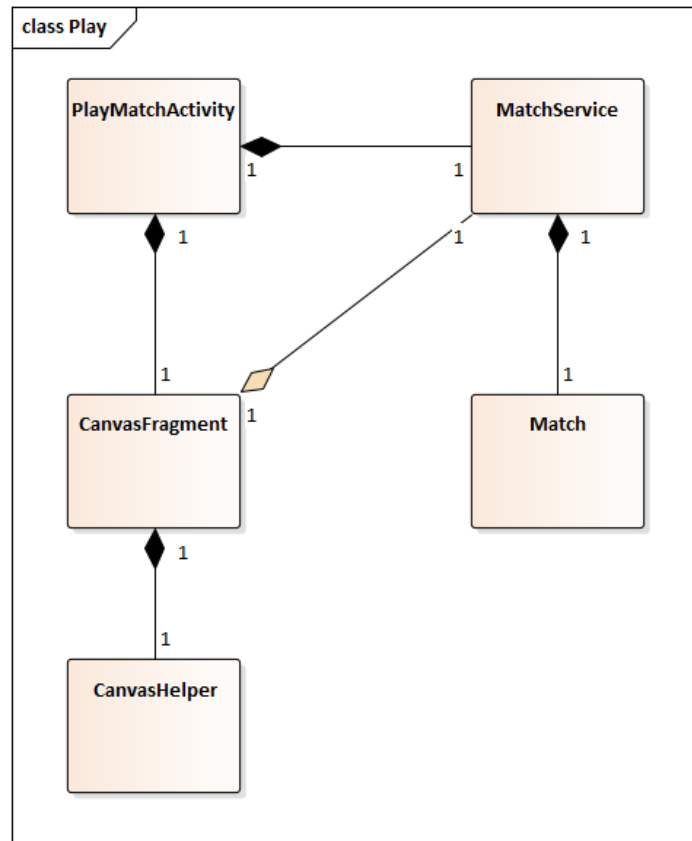 class Play
PlayMatchActivity
MatchService
1
1
1
1
1
1
1
CanvasFragment
1
Match
1
1
CanvasHelper